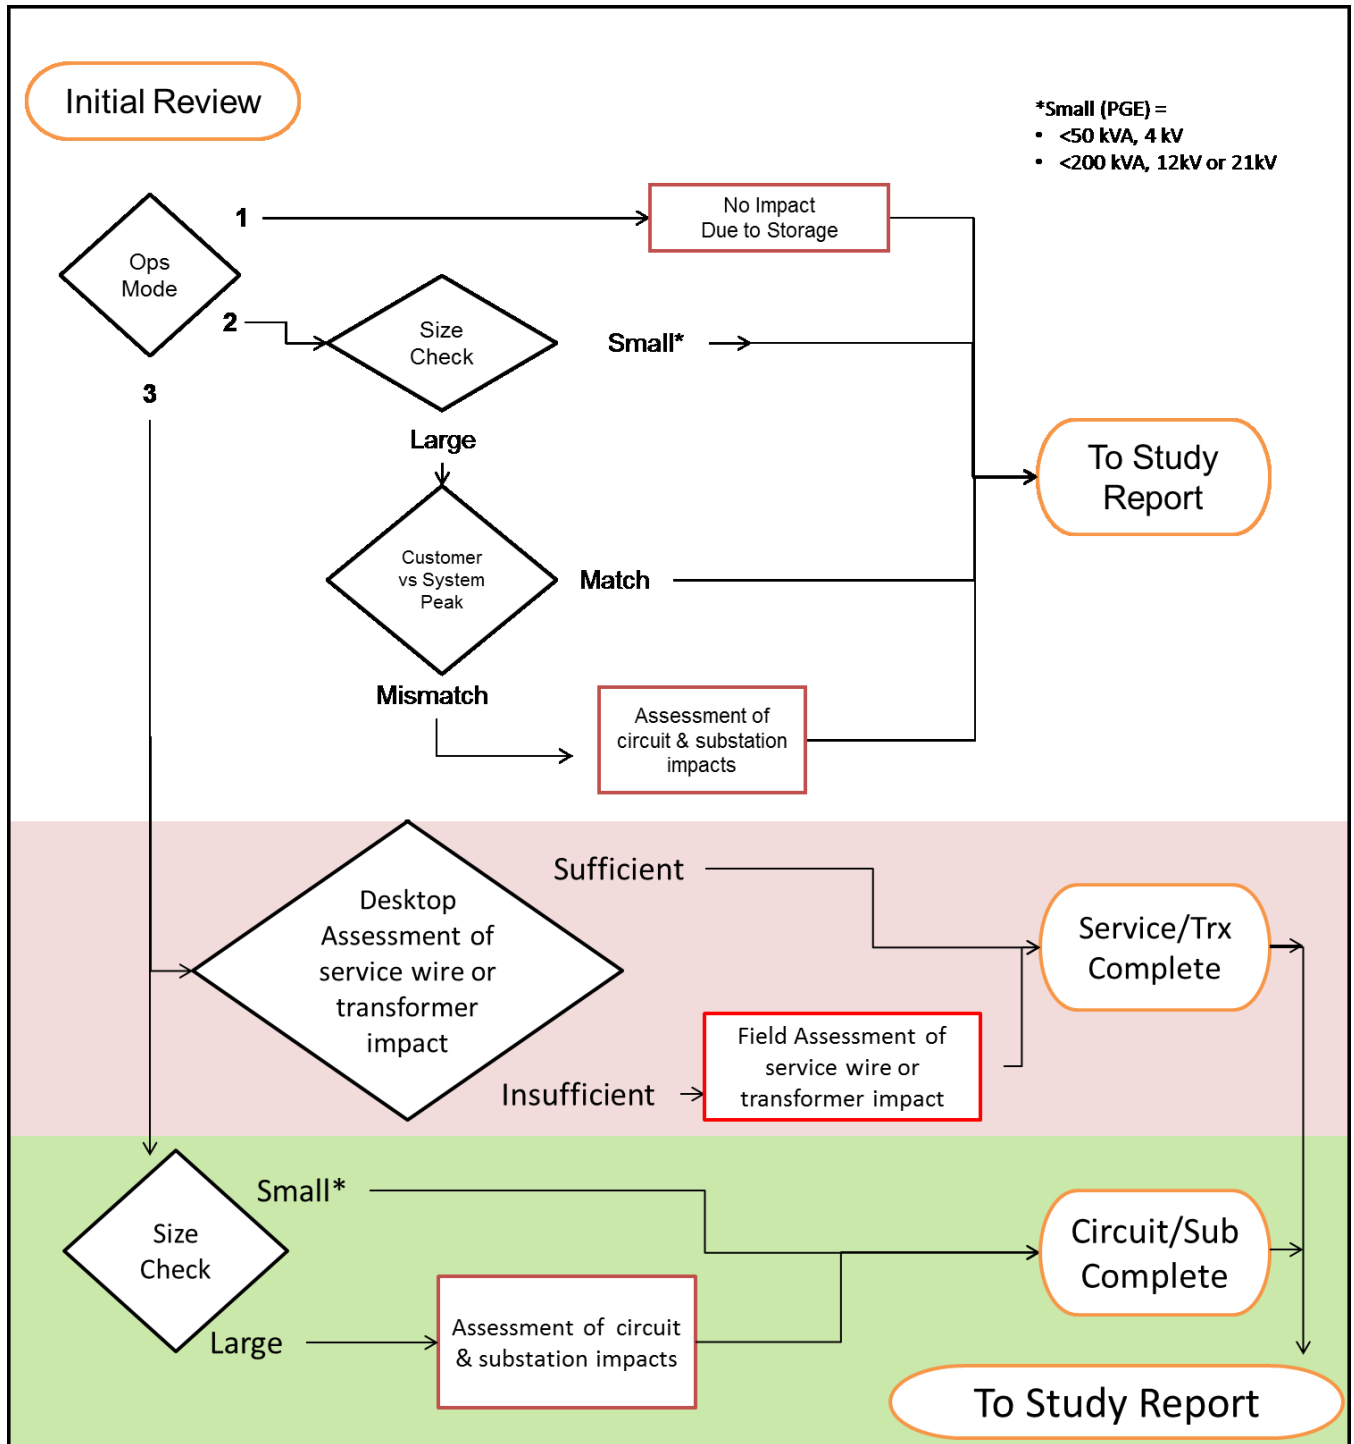 Initial Review
*Small (PGE) =
• <50 kVA, 4 kV
• <200 kVA, 12kV or 21kV
1
No Impact
Due to Storage
Ops
Mode
2
Size
Check
Small*
3
Large
To Study
Report
Customer
vs System
Peak
Match
Mismatch
Assessment of
circuit & substation
impacts
Sufficient
Desktop
Assessment of
service wire or
transformer
impact
Service/Trx
Complete
Field Assessment of
service wire or
transformer impact
Insufficient
Small*
Size
Check
Circuit/Sub
Complete
Large
Assessment of circuit
& substation impacts
To Study Report